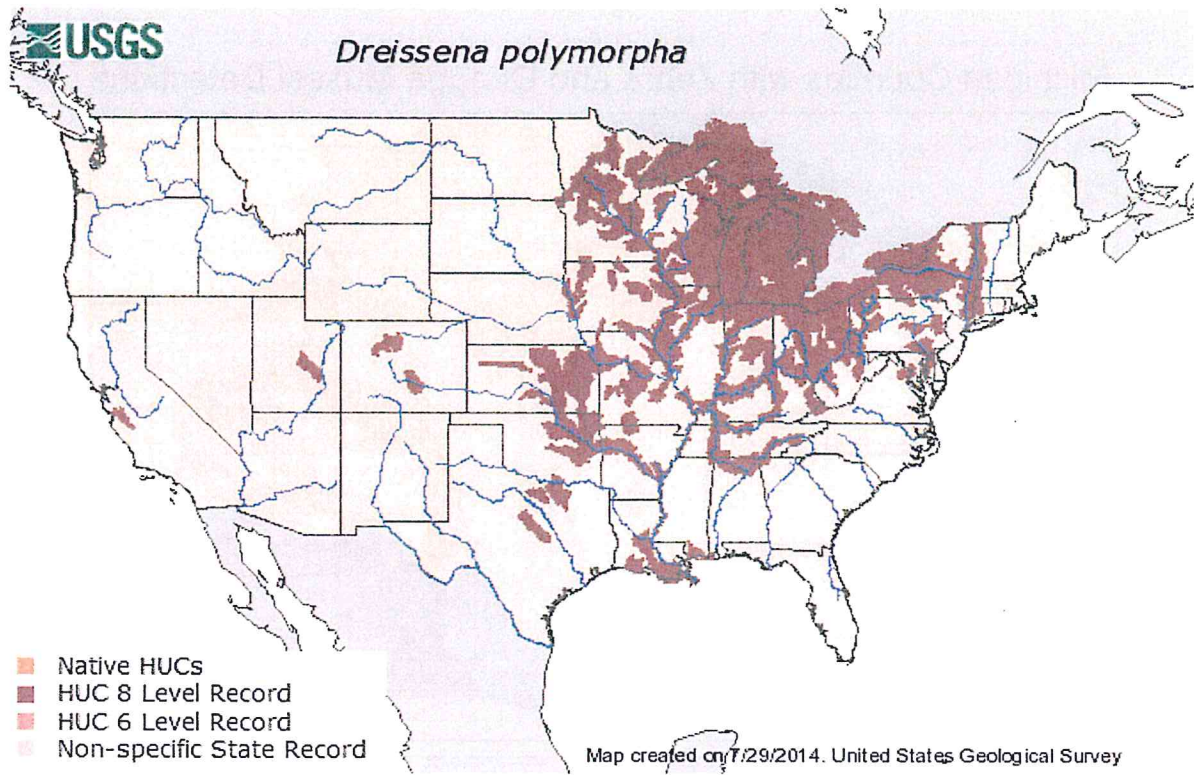 USGS
Dreissena polymorpha
Native HUCs
HUC 8 Level Record
HUC 6 Level Record
Non-specific State Record
Map created on 7/29/2014. United States Geological Survey